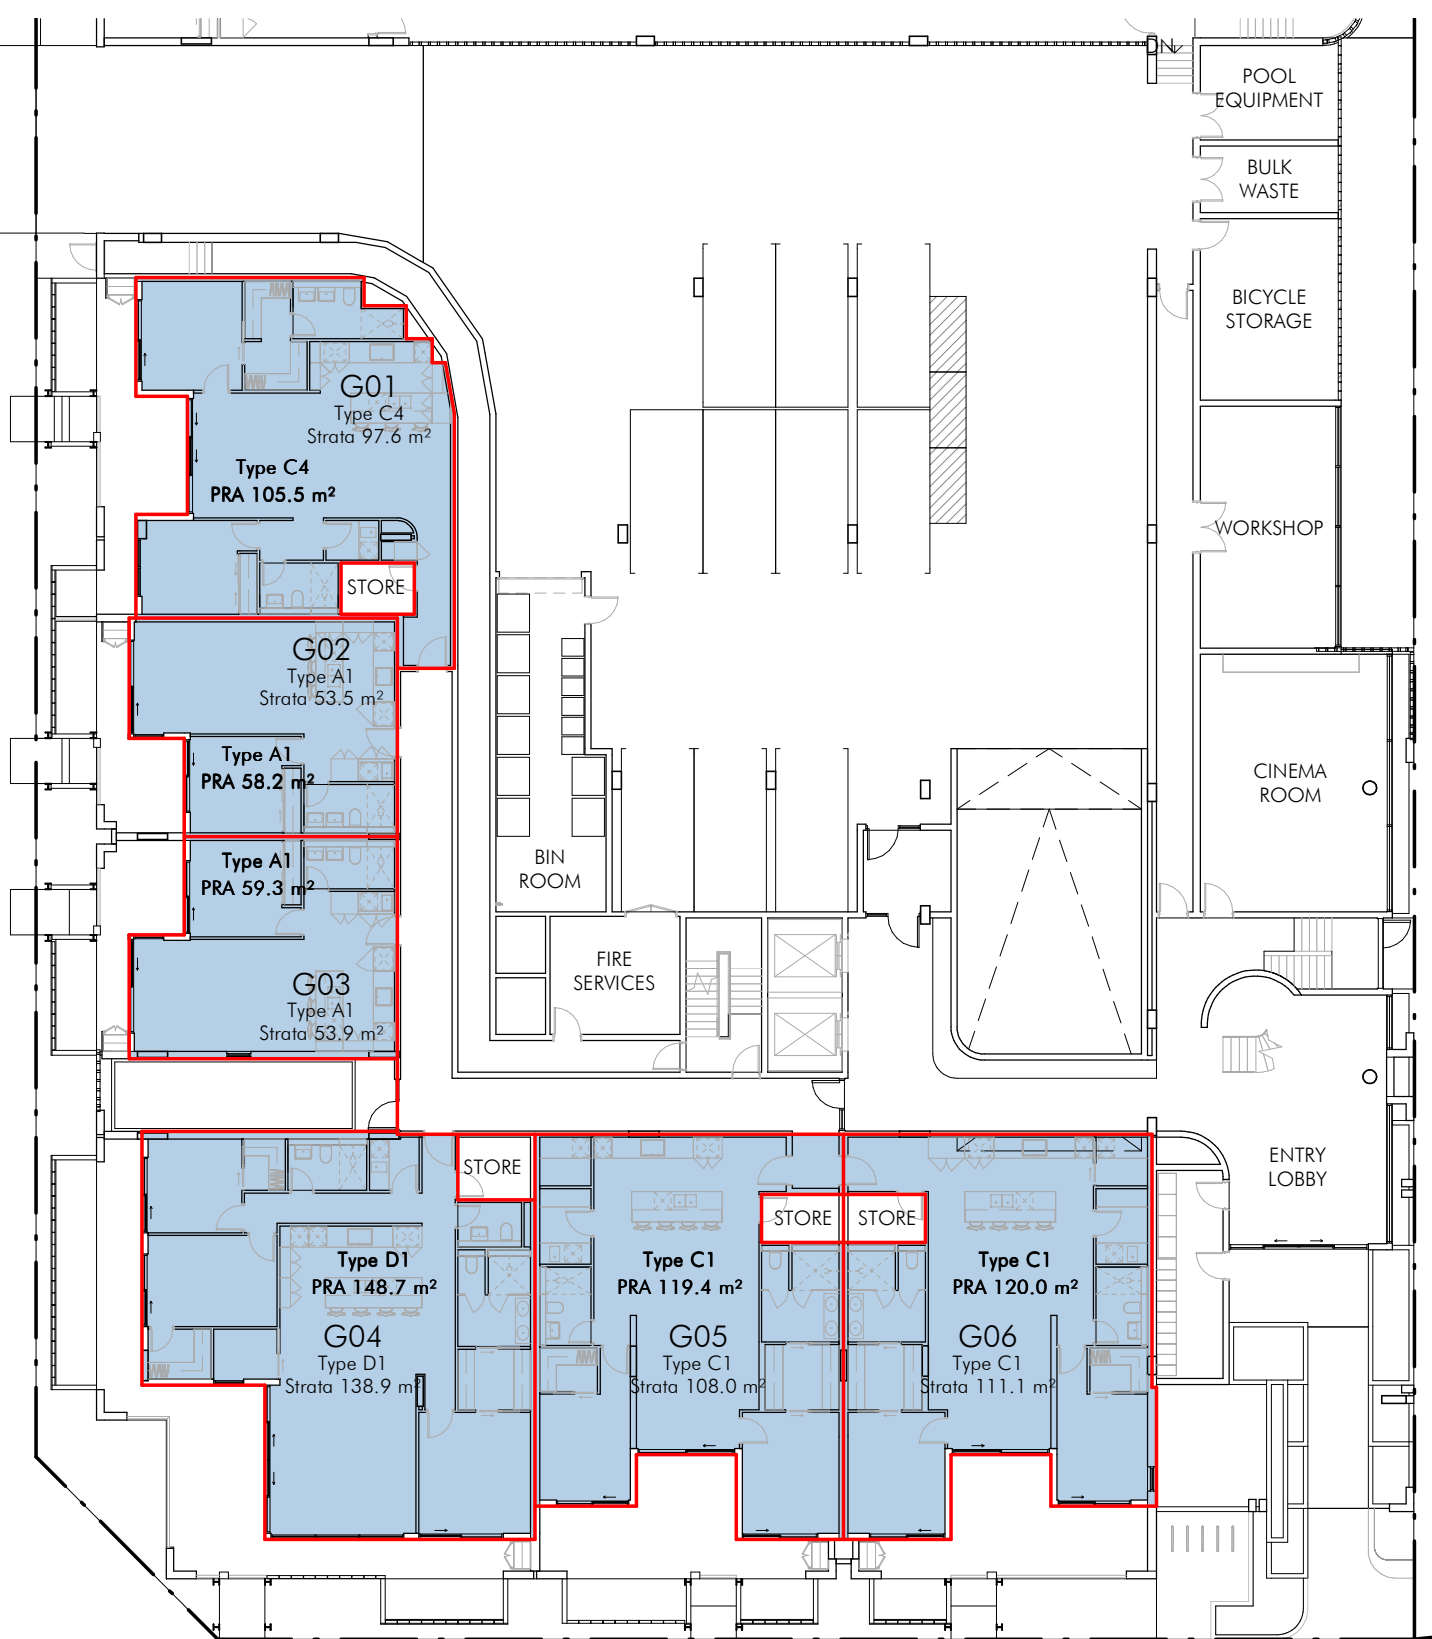 DN
POOL
EQUIPMENT
BULK
WASTE
BICYCLE
STORAGE
G01
Type C4
Strata 97.6 m²
Type C4
PRA 105.5 m²
WORKSHOP
STORE
G02
Type A1
Strata 53.5 m²
Type A1
PRA 58.2 m²
CINEMA
ROOM
Type A1
PRA 59.3 m²
BIN
ROOM
FIRE
SERVICES
G03
Type A1
Strata 53.9 m²
ENTRY
LOBBY
STORE
STORE
STORE
Type D1
PRA 148.7 m²
Type C1
PRA 119.4 m²
Type C1
PRA 120.0 m²
G04
Type D1
Strata 138.9 m²
G05
Type C1
Strata 108.0 m²
G06
Type C1
Strata 111.1 m²